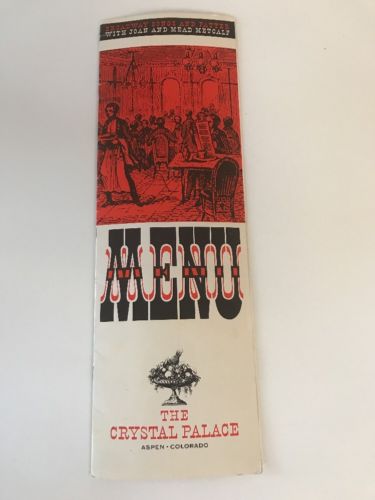 BROADWAY SONGS AND PATTER
WITH JOAN AND MEAD METCALF
MENU
THE
CRYSTAL PALACE
ASPEN - COLORADO